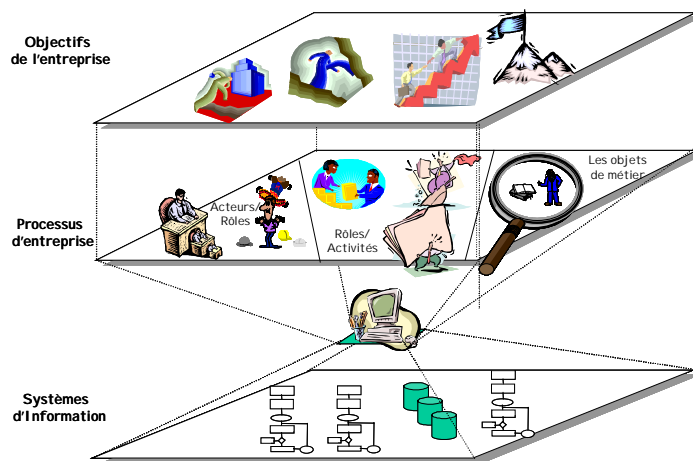 Objectifs
de l'entreprise
Les objets
de métier
Acteurs/
Rôles
Processus
d'entreprise
Rôles/
Activités
Systèmes
d'Information